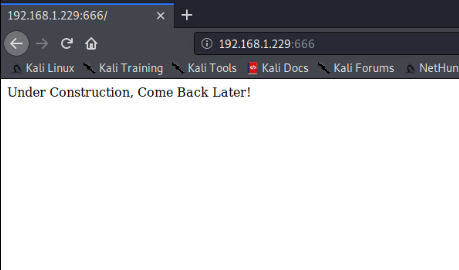 192.168.1.229:666/
192.168.1.229:666
Kali Linux Kali Training Kali Tools Kali Docs Kali Forums NetHun
Under Construction, Come Back Later!